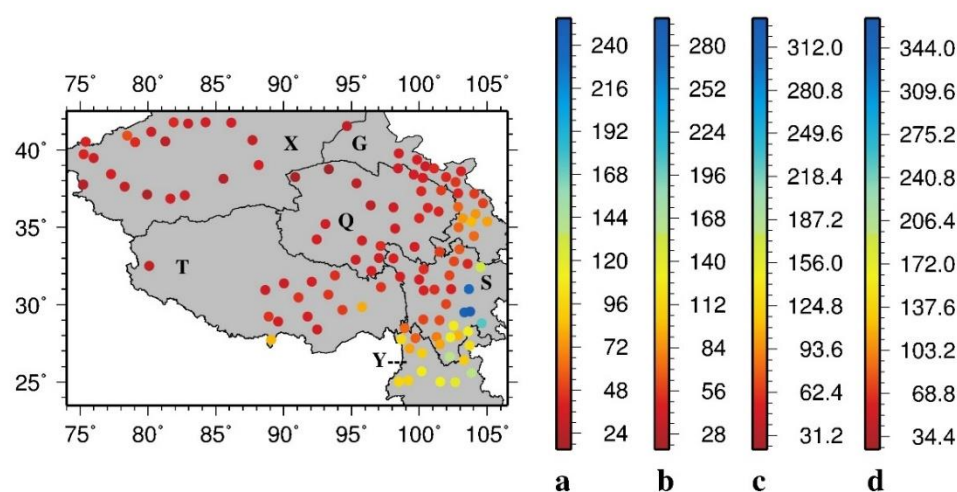 75° 80° 85° 90° 95° 100° 105°
40° X G 40°
35° Q 35°
T S
30° 30°
Y---
25° 25°
75° 80° 85° 90° 95° 100° 105°
240 280 312.0 344.0
216 252 280.8 309.6
192 224 249.6 275.2
168 196 218.4 240.8
144 168 187.2 206.4
120 140 156.0 172.0
96 112 124.8 137.6
72 84 93.6 103.2
48 56 62.4 68.8
24 28 31.2 34.4
a b c d